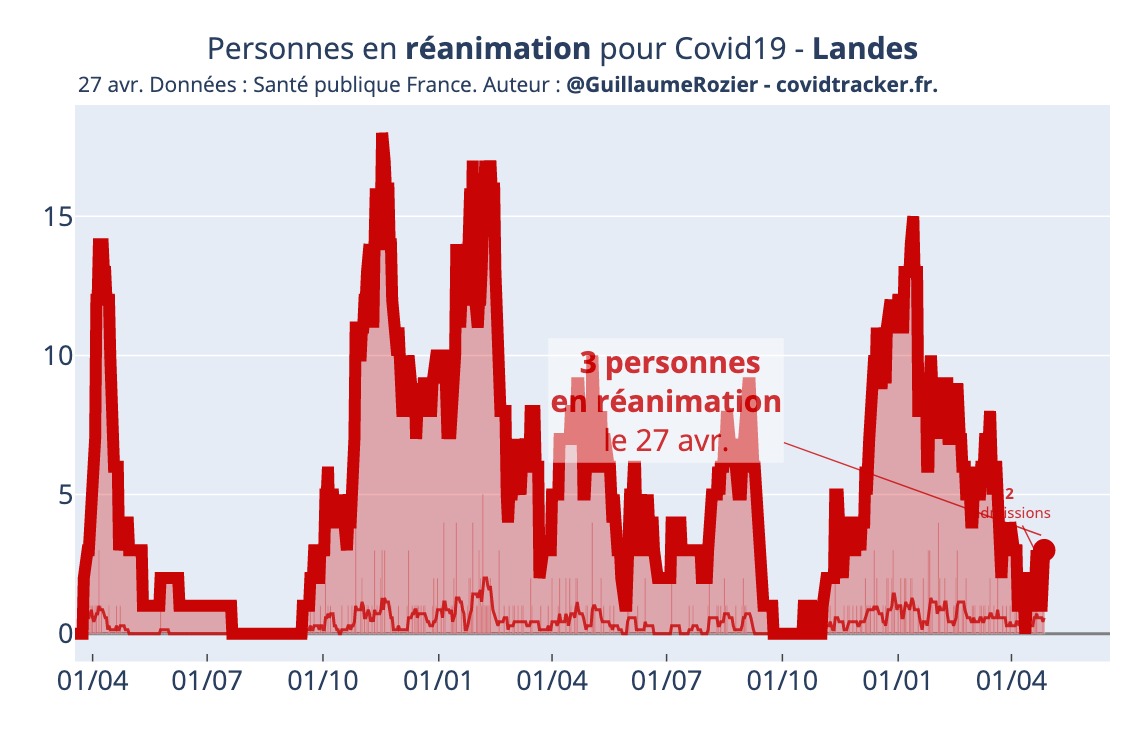 Personnes en réanimation pour Covid19 - Landes
27 avr. Données : Santé publique France. Auteur : @GuillaumeRozier - covidtracker.fr.
15
10
5
0
3 personnes
en réanimation
le 27 avr.
01/04 01/07 01/10 01/01 01/04 01/07 01/10 01/01 01/04